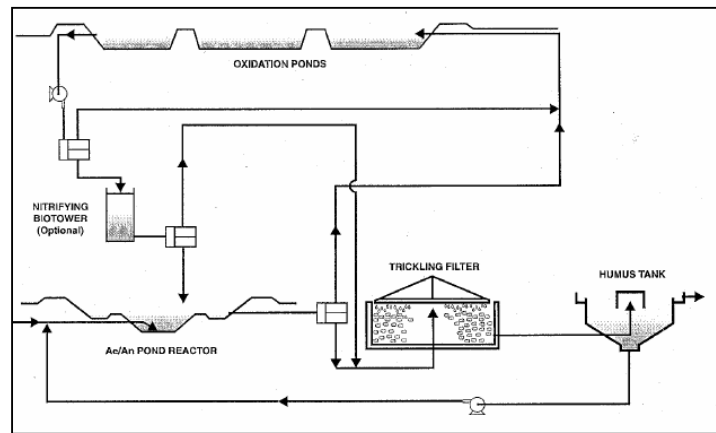 OXIDATION PONDS
NITRIFYING
BIOTOWER
(Optional)
TRICKLING FILTER
HUMUS TANK
Ae/An POND REACTOR